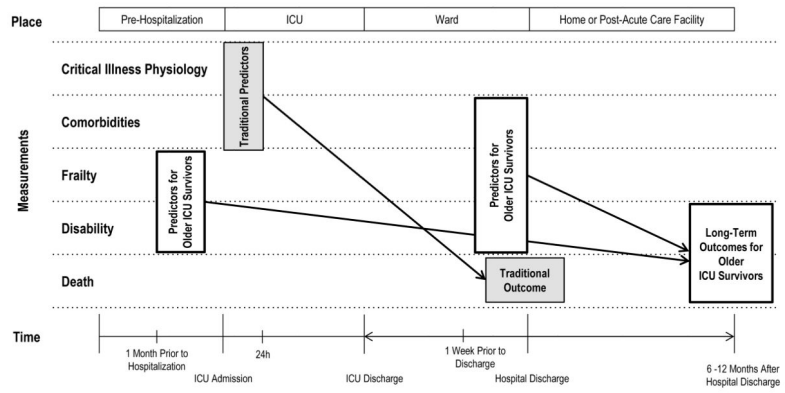 Place
Pre-Hospitalization
ICU
Ward
Home or Post-Acute Care Facility
Measurements
Critical Illness Physiology
Comorbidities
Frailty
Disability
Death
Traditional Predictors
Predictors for
Older ICU Survivors
Predictors for
Older ICU Survivors
Traditional
Outcome
Long-Term
Outcomes for
Older
ICU Survivors
Time
1 Month Prior to
Hospitalization
ICU Admission
24h
ICU Discharge
1 Week Prior to
Discharge
Hospital Discharge
6 -12 Months After
Hospital Discharge